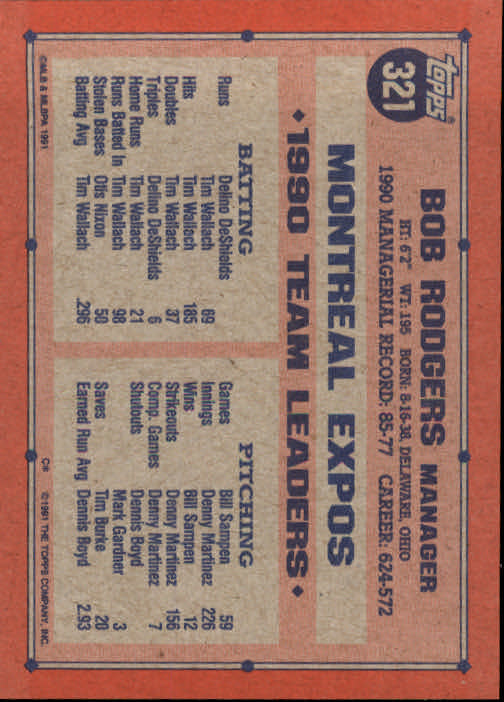 TOPPS®
321
BOB RODGERS MANAGER
HT: 6'2" WT: 195 BORN: 8-16-38, DELAWARE, OHIO
1990 MANAGERIAL RECORD: 85-77 CAREER: 624-572
MONTREAL EXPOS
1990 TEAM LEADERS
BATTING
Runs Delino DeShields
Tim Wallach 69
Hits Tim Wallach 185
Doubles Tim Wallach 37
Triples Delino DeShields 6
Home Runs Tim Wallach 21
Runs Batted In Tim Wallach 98
Stolen Bases Otis Nixon 50
Batting Avg Tim Wallach .296
PITCHING
Games Bill Sampen 59
Innings Denny Martinez 226
Wins Bill Sampen 12
Strikeouts Denny Martinez 156
Comp. Games Denny Martinez 7
Shutouts Dennis Boyd
Mark Gardner 3
Saves Tim Burke 20
Earned Run Avg Dennis Boyd 2.93
©MLB & MLBPA 1991
C* ©1991 THE TOPPS COMPANY, INC.